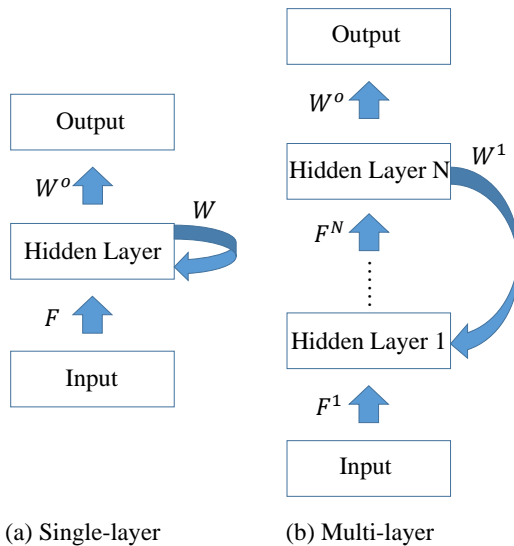 Output
W^o
W
Hidden Layer
F
Input
(a) Single-layer
Output
W^o
Hidden Layer N
W^1
F^N
......
Hidden Layer 1
F^1
Input
(b) Multi-layer